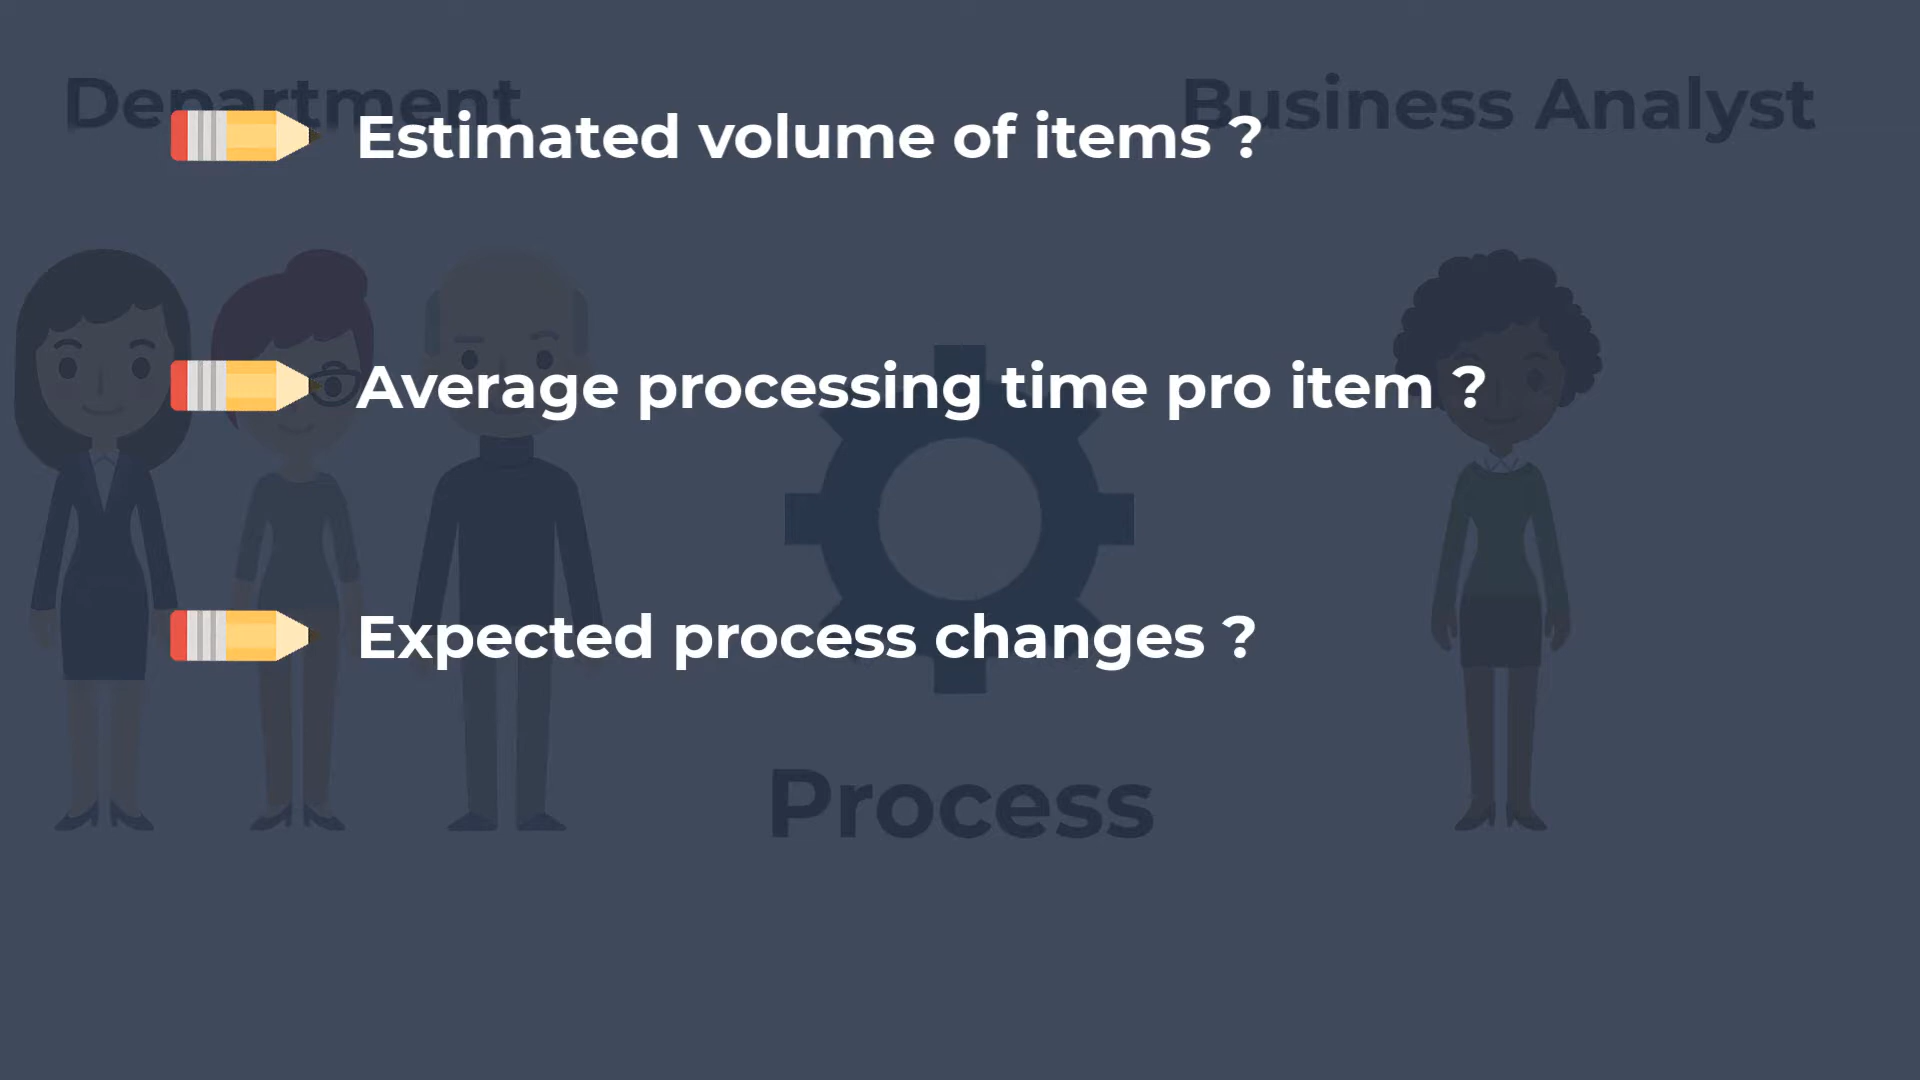 Department
Business Analyst
Estimated volume of items ?
Average processing time pro item ?
Expected process changes ?
Process